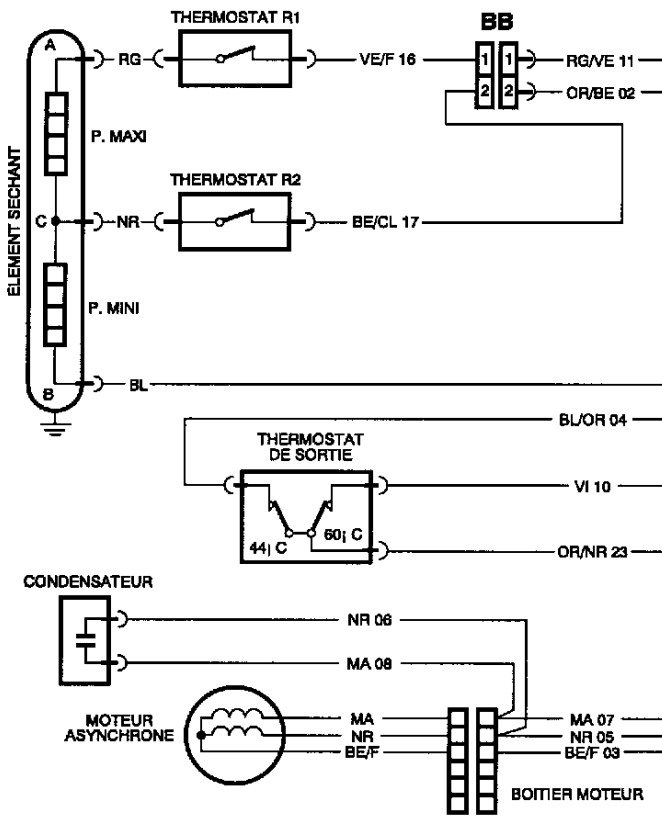 THERMOSTAT R1
BB
A
RG
VE/F 16
1 1
RG/VE 11
2 2
OR/BE 02
P. MAXI
ELEMENT SECHANT
THERMOSTAT R2
C
NR
BE/CL 17
P. MINI
B
BL
BL/OR 04
THERMOSTAT
DE SORTIE
VI 10
44¡ C
60¡ C
OR/NR 23
CONDENSATEUR
NR 06
MA 08
MOTEUR
ASYNCHRONE
MA
MA 07
NR
NR 05
BE/F
BE/F 03
BOITIER MOTEUR